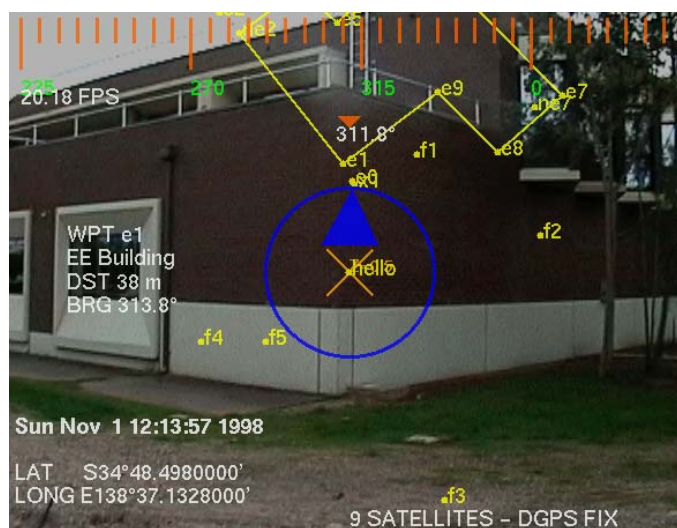 225 270 315 0
20.18 FPS
e5
e9
e7
ne7
311.8°
e1
f1
e8
e0
f2
WPT e1
EE Building
DST 38 m
BRG 313.8°
hello
f4
f5
Sun Nov 1 12:13:57 1998
LAT S34°48.4980000'
LONG E138°37.1328000'
f3
9 SATELLITES – DGPS FIX